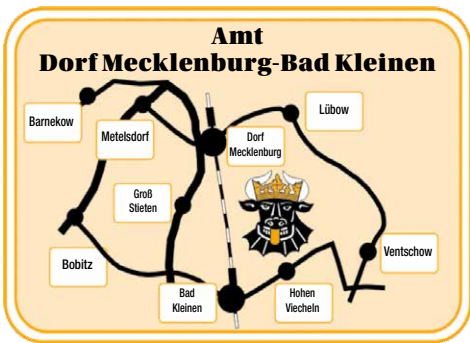 Amt
Dorf Mecklenburg-Bad Kleinen
Barnekow
Metelsdorf
Dorf
Mecklenburg
Lübow
Groß
Stieten
Bobitz
Bad
Kleinen
Hohen
Viecheln
Ventschow